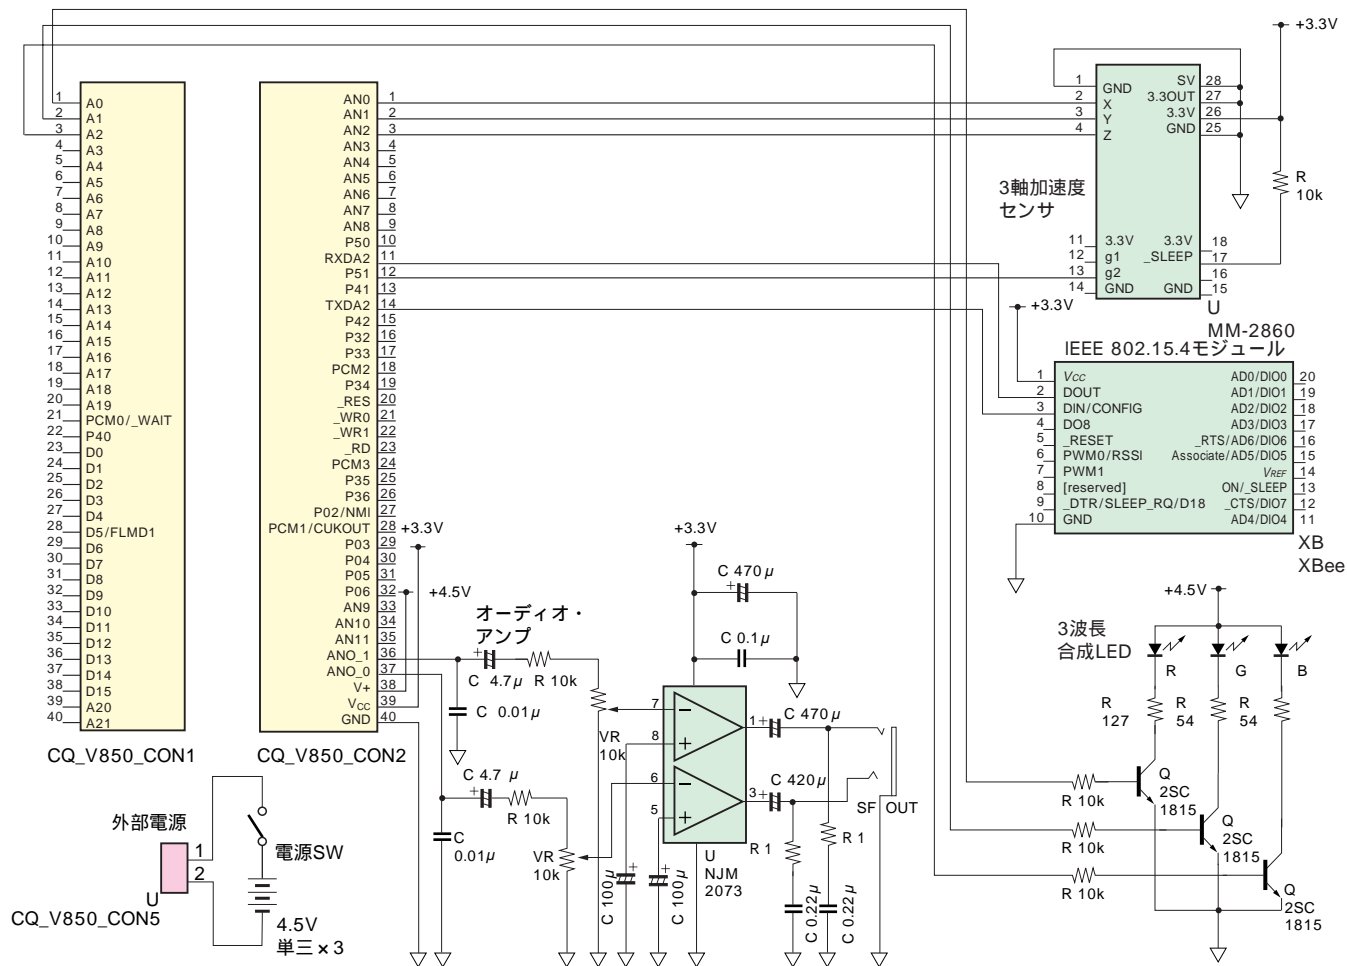 1 A0
2 A1
3 A2
4 A3
5 A4
6 A5
7 A6
8 A7
9 A8
10 A9
11 A10
12 A11
13 A12
14 A13
15 A14
16 A15
17 A16
18 A17
19 A18
20 A19
21 PCM0/_WAIT
22 P40
23 D0
24 D1
25 D2
26 D3
27 D4
28 D5/FLMD1
29 D6
30 D7
31 D8
32 D9
33 D10
34 D11
35 D12
36 D13
37 D14
38 D15
39 A20
40 A21
CQ_V850_CON1
AN0 1
AN1 2
AN2 3
AN3 4
AN4 5
AN5 6
AN6 7
AN7 8
AN8 9
P50 10
RXDA2 11
P51 12
P41 13
TXDA2 14
P42 15
P32 16
P33 17
PCM2 18
P34 19
_RES 20
_WR0 21
_WR1 22
_RD 23
PCM3 24
P35 25
P36 26
P02/NMI 27
PCM1/CUKOUT 28
P03 29
P04 30
P05 31
P06 32
AN9 33
AN10 34
AN11 35
ANO_1 36
ANO_0 37
V+ 38
VCC 39
GND 40
CQ_V850_CON2
+3.3V
+4.5V
外部電源
1
2
U
CQ_V850_CON5
電源SW
4.5V
単三×3
オーディオ・
アンプ
+
C 4.7μ
R 10k
C 0.01μ
C 4.7 μ
+
R 10k
C
0.01μ
VR
10k
VR
10k
+3.3V
C 470μ
+
C 0.1μ
7 −
8 +
6 −
5 +
1
3
U
NJM
2073
+
C 100μ
+
C 100μ
C 470μ
+
C 420μ
+
SF OUT
R 1
R 1
C 0.22μ
C 0.22μ
+3.3V
R
10k
3軸加速度
センサ
1 GND
2 X
3 Y
4 Z
11 3.3V
12 g1
13 g2
14 GND
SV 28
3.3OUT 27
3.3V 26
GND 25
3.3V 18
_SLEEP 17
16
GND 15
U
MM-2860
+3.3V
IEEE 802.15.4モジュール
1 VCC
2 DOUT
3 DIN/CONFIG
4 DO8
5 _RESET
6 PWM0/RSSI
7 PWM1
8 [reserved]
9 _DTR/SLEEP_RQ/D18
10 GND
AD0/DIO0 20
AD1/DIO1 19
AD2/DIO2 18
AD3/DIO3 17
_RTS/AD6/DIO6 16
Associate/AD5/DIO5 15
VREF 14
ON/_SLEEP 13
_CTS/DIO7 12
AD4/DIO4 11
XB
XBee
+4.5V
3波長
合成LED
R
G
B
R
127
R
54
R
54
R 10k
R 10k
R 10k
Q
2SC
1815
Q
2SC
1815
Q
2SC
1815